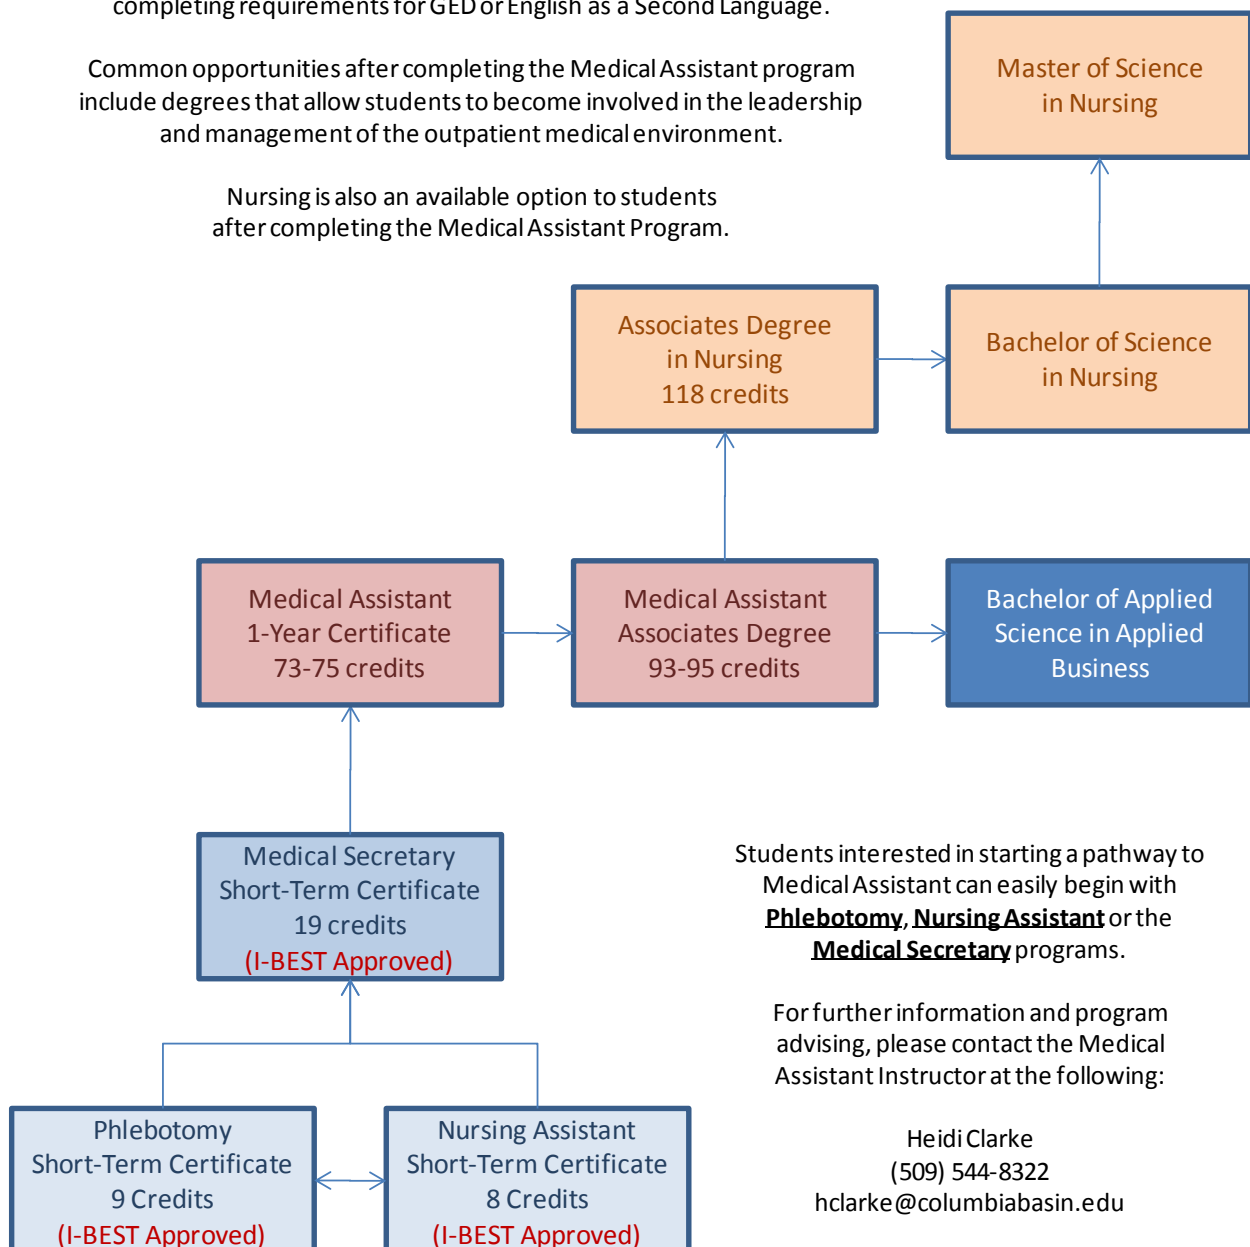 completing requirements for GED or English as a Second Language.
Common opportunities after completing the Medical Assistant program
include degrees that allow students to become involved in the leadership
and management of the outpatient medical environment.
Nursing is also an available option to students
after completing the Medical Assistant Program.
Master of Science
in Nursing
Associates Degree
in Nursing
118 credits
Bachelor of Science
in Nursing
Medical Assistant
1-Year Certificate
73-75 credits
Medical Assistant
Associates Degree
93-95 credits
Bachelor of Applied
Science in Applied
Business
Medical Secretary
Short-Term Certificate
19 credits
(I-BEST Approved)
Students interested in starting a pathway to
Medical Assistant can easily begin with
Phlebotomy, Nursing Assistant or the
Medical Secretary programs.
For further information and program
advising, please contact the Medical
Assistant Instructor at the following:
Heidi Clarke
(509) 544-8322
hclarke@columbiabasin.edu
Phlebotomy
Short-Term Certificate
9 Credits
(I-BEST Approved)
Nursing Assistant
Short-Term Certificate
8 Credits
(I-BEST Approved)